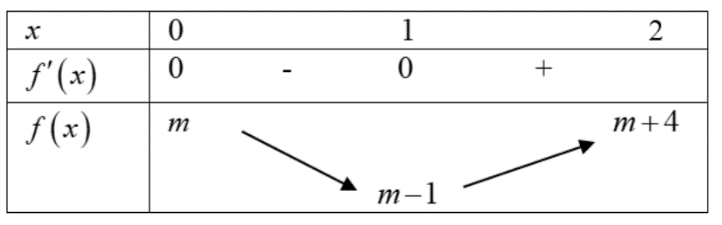 x 0 1 2
f'(x) 0 - 0 +
f(x) m m+4
m−1